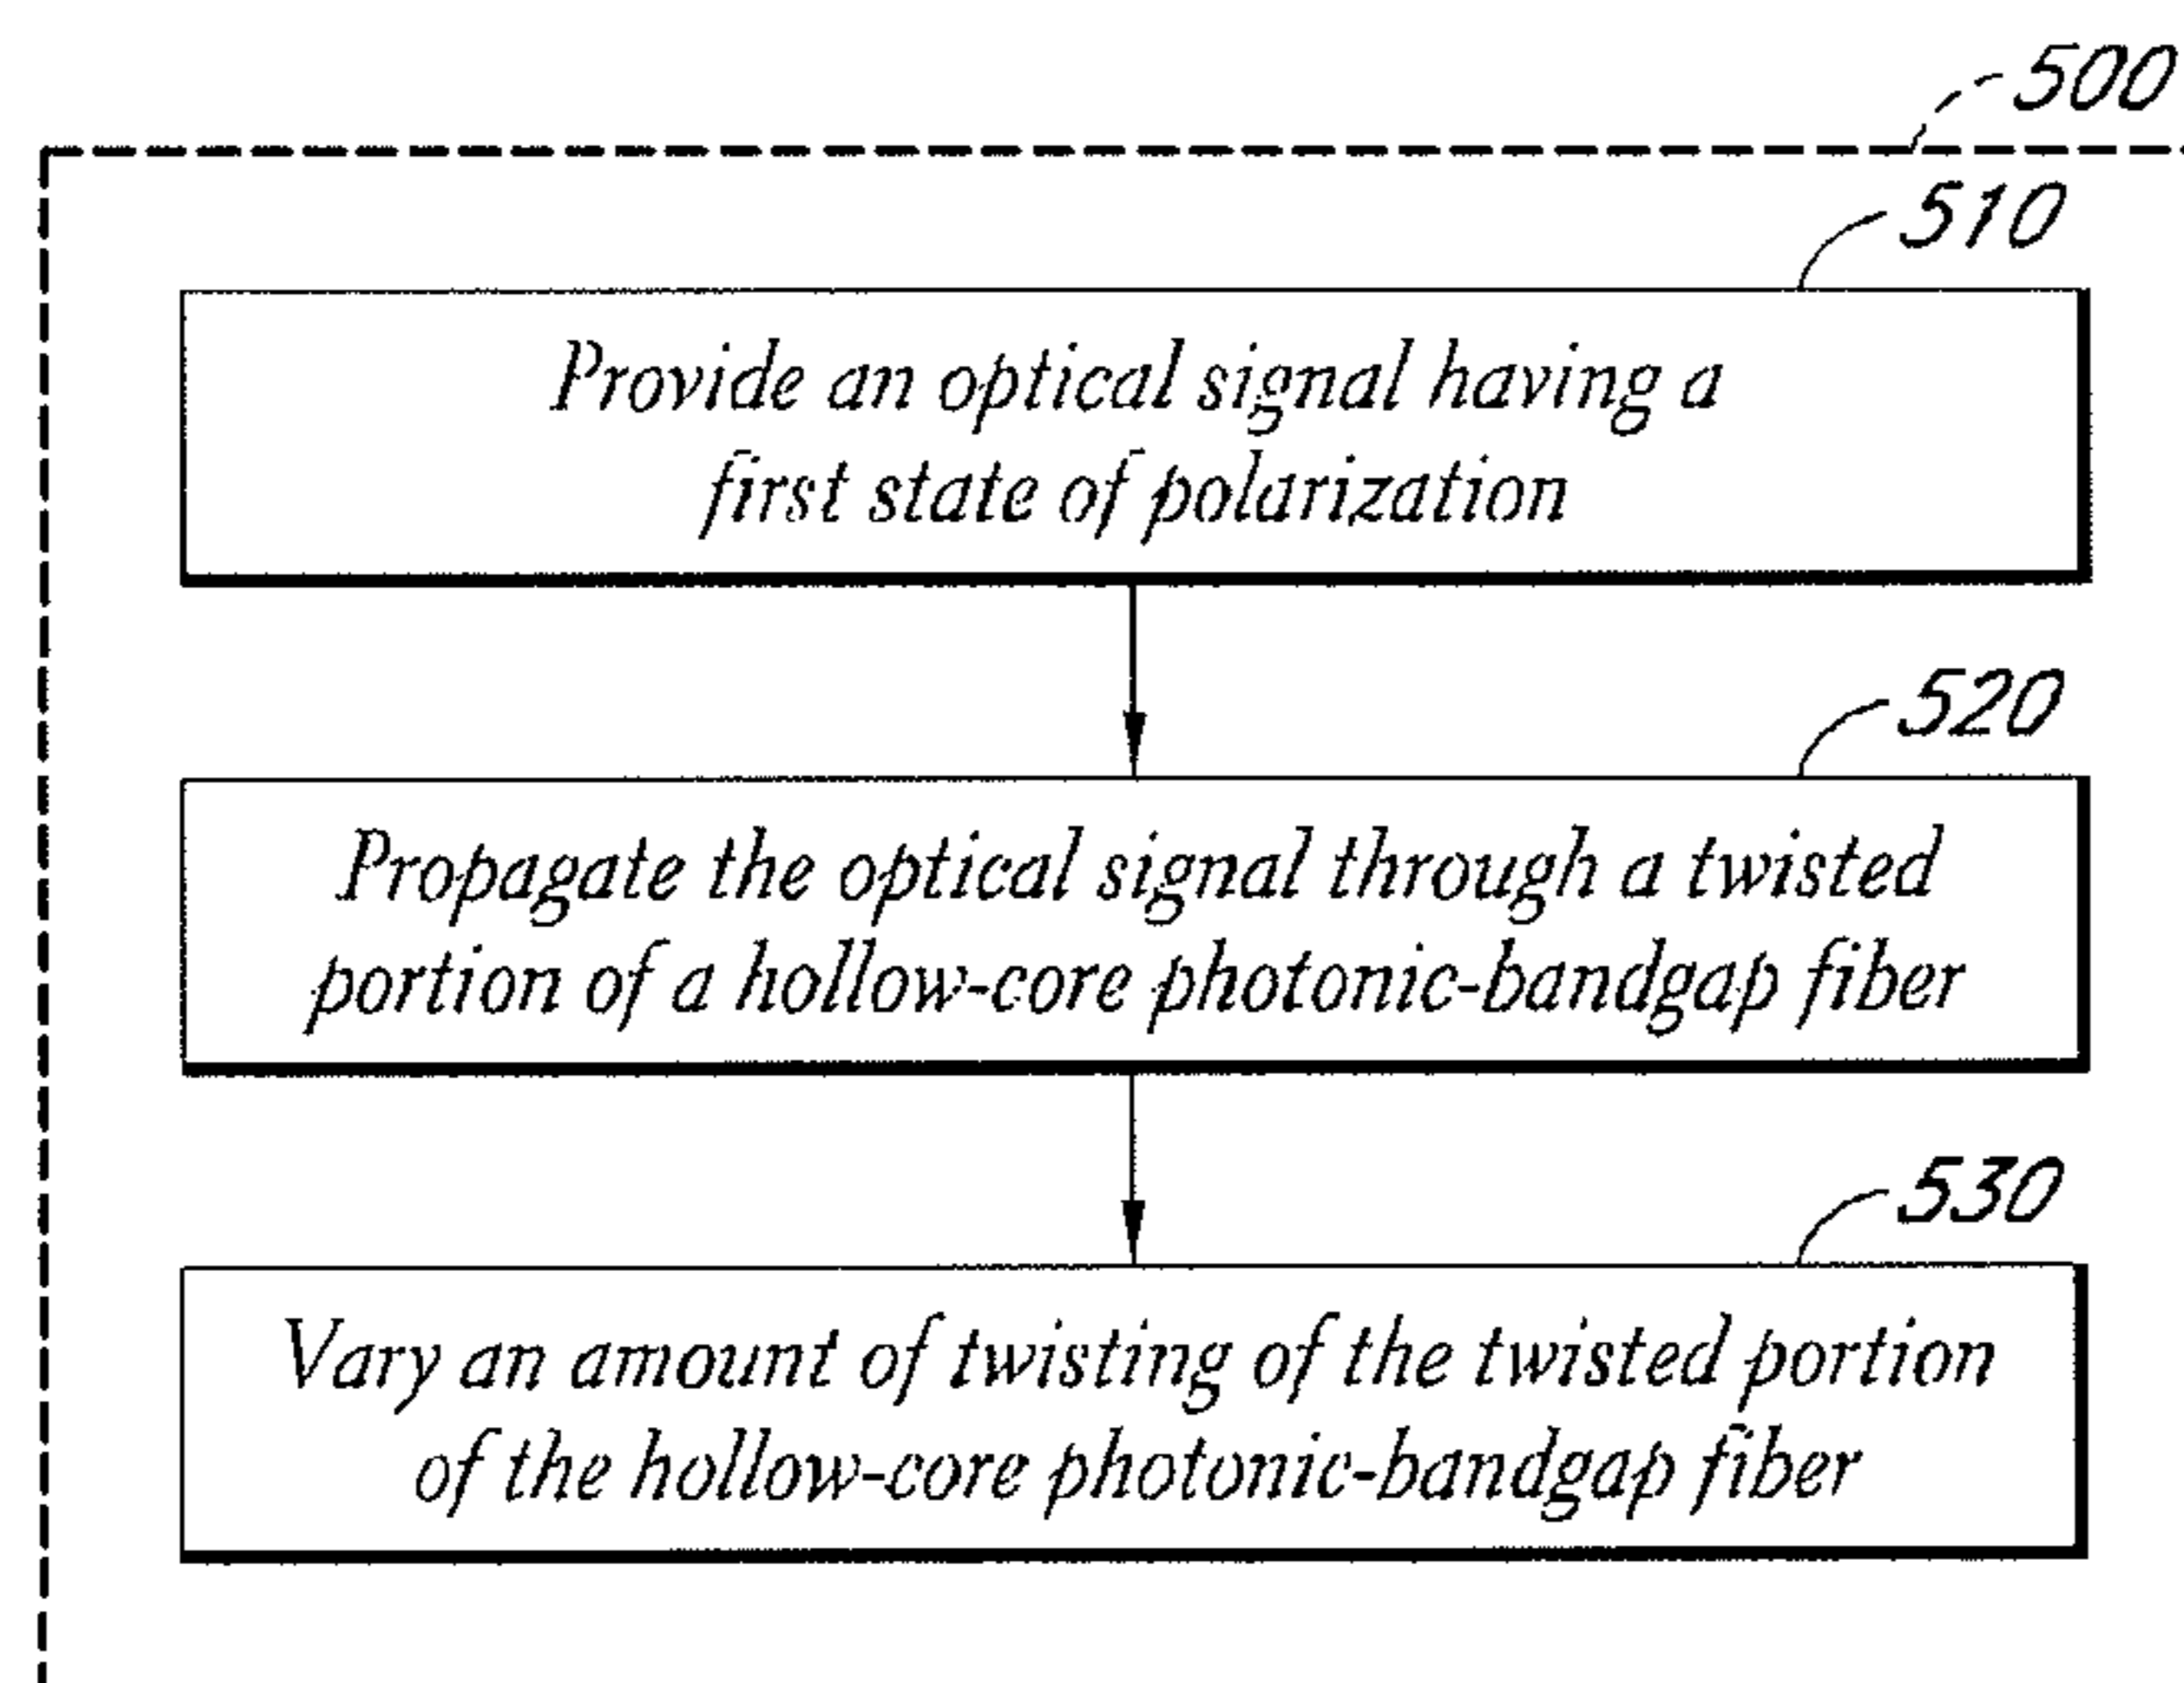 500
510
Provide an optical signal having a
first state of polarization
520
Propagate the optical signal through a twisted
portion of a hollow-core photonic-bandgap fiber
530
Vary an amount of twisting of the twisted portion
of the hollow-core photonic-bandgap fiber